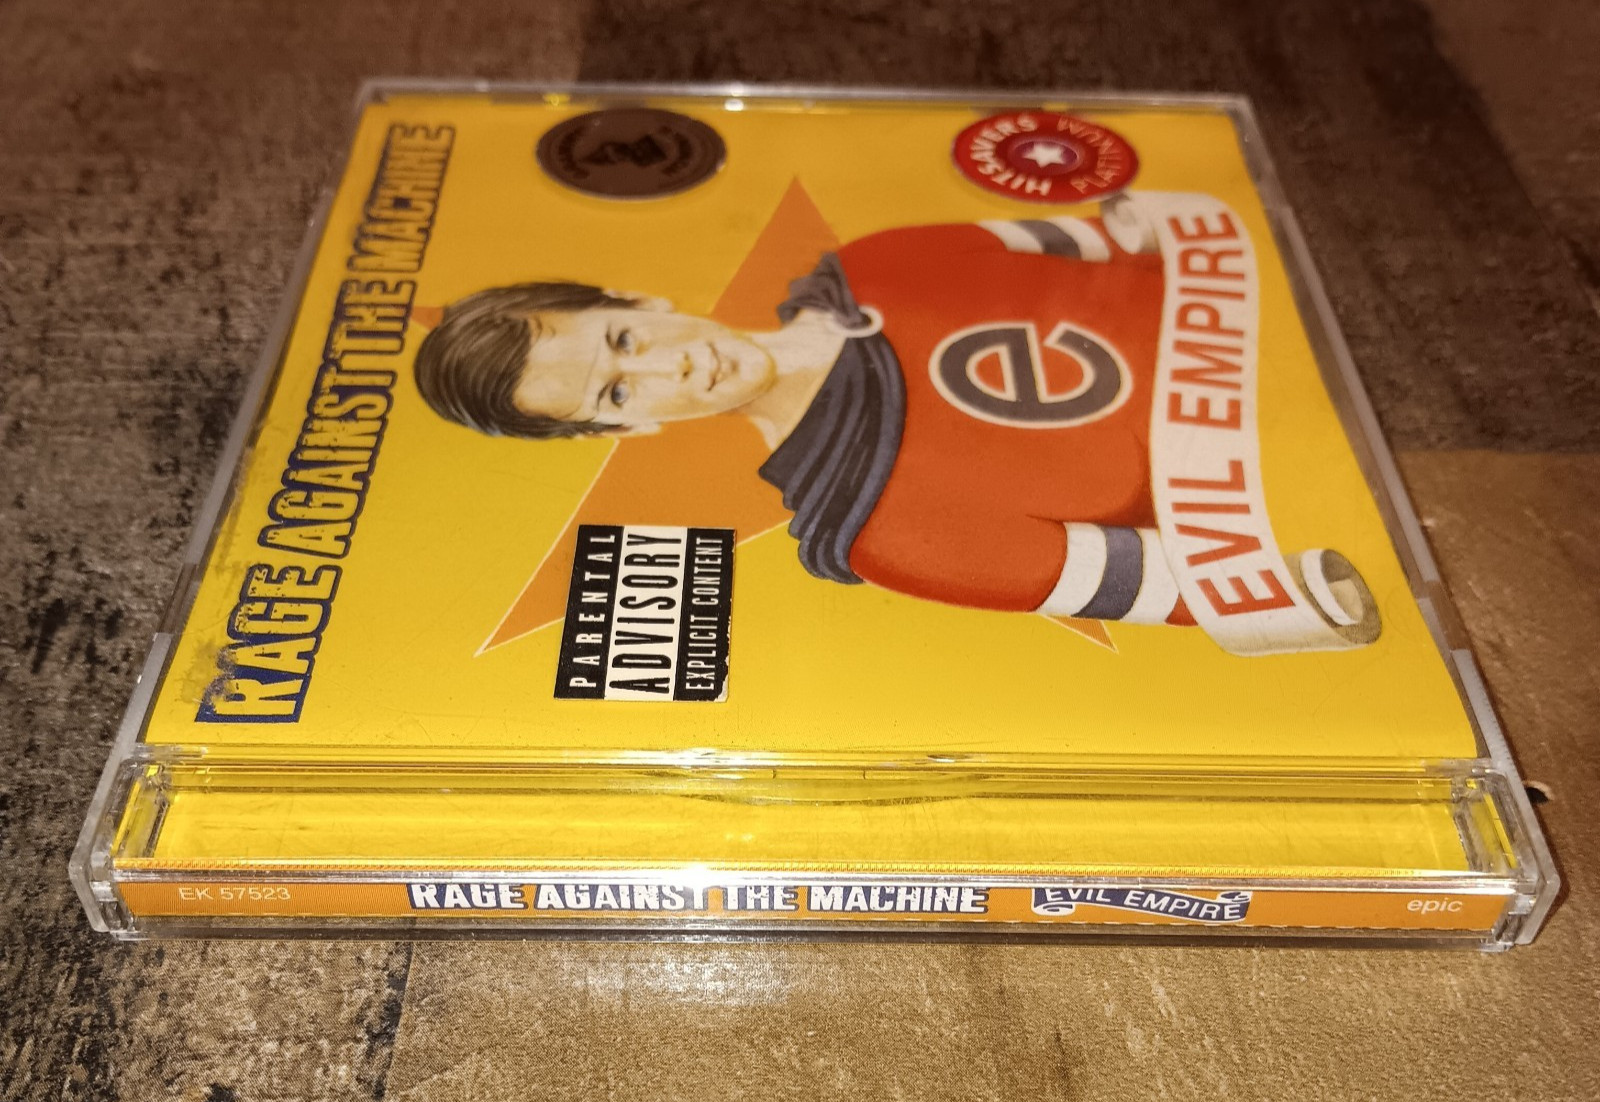 RAGE AGAINST THE MACHINE
HITSAVERS PLATINUM
e
EVIL EMPIRE
PARENTAL
ADVISORY
EXPLICIT CONTENT
EK 57523
RAGE AGAINST THE MACHINE
EVIL EMPIRE
epic